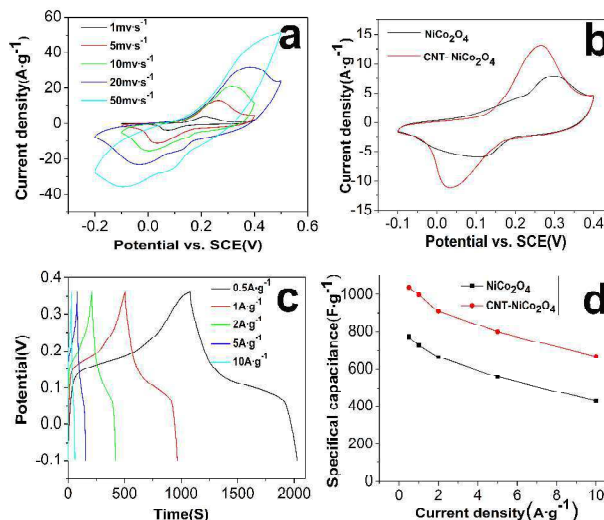 a
1mv·s⁻¹
5mv·s⁻¹
10mv·s⁻¹
20mv·s⁻¹
50mv·s⁻¹
60
40
20
0
-20
40
Current density(A·g⁻¹)
-0.3
0.0
0.3
0.6
Potential vs. SCE(V)
b
NiCo₂O₄
CNT-NiCo₂O₄
15
10
5
0
-5
-10
-15
Current density(A·g⁻¹)
-0.1
0.0
0.1
0.2
0.3
0.4
Potential vs. SCE(V)
c
0.5A·g⁻¹
1A·g⁻¹
2A·g⁻¹
5A·g⁻¹
10A·g⁻¹
0.4
0.3
0.2
0.1
0.0
-0.1
Potential(V)
0
500
1000
1500
2000
Time(S)
d
NiCo₂O₄
CNT-NiCo₂O₄
1000
800
600
400
200
0
Specifical capacitance(F·g⁻¹)
0
2
4
6
8
10
Current density(A·g⁻¹)